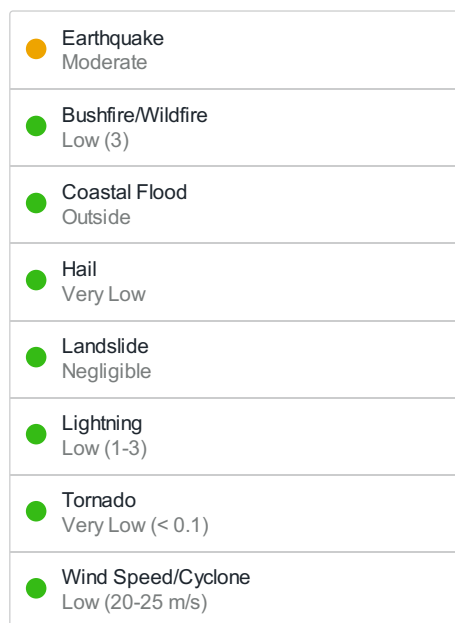 Earthquake
Moderate
Bushfire/Wildfire
Low (3)
Coastal Flood
Outside
Hail
Very Low
Landslide
Negligible
Lightning
Low (1-3)
Tornado
Very Low (< 0.1)
Wind Speed/Cyclone
Low (20-25 m/s)